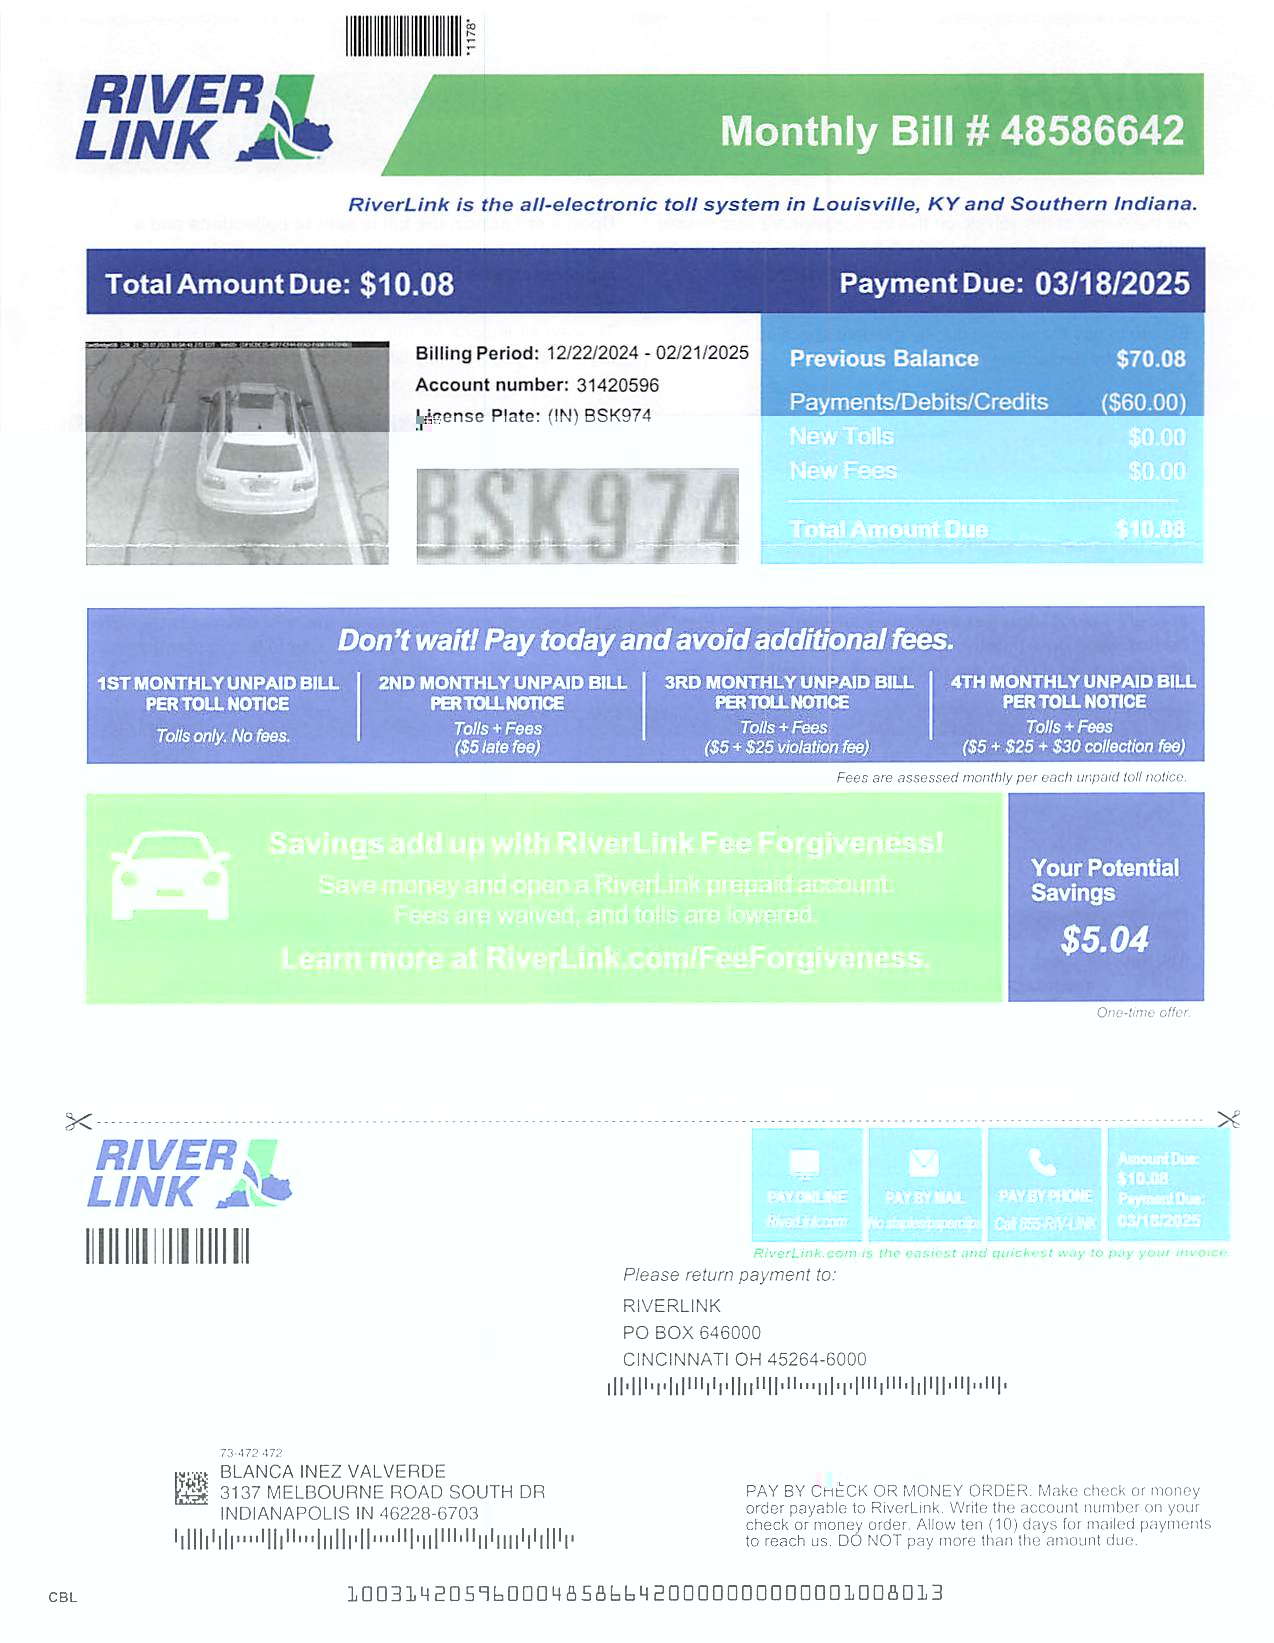 *1178*
RIVER
LINK
Monthly Bill # 48586642
RiverLink is the all-electronic toll system in Louisville, KY and Southern Indiana.
Total Amount Due: $10.08
Payment Due: 03/18/2025
Billing Period: 12/22/2024 - 02/21/2025
Account number: 31420596
License Plate: (IN) BSK974
BSK974
Previous Balance $70.08
Payments/Debits/Credits ($60.00)
New Tolls $0.00
New Fees $0.00
Total Amount Due $10.08
Don't wait! Pay today and avoid additional fees.
1ST MONTHLY UNPAID BILL
PER TOLL NOTICE
Tolls only. No fees.
2ND MONTHLY UNPAID BILL
PER TOLL NOTICE
Tolls + Fees
($5 late fee)
3RD MONTHLY UNPAID BILL
PER TOLL NOTICE
Tolls + Fees
($5 + $25 violation fee)
4TH MONTHLY UNPAID BILL
PER TOLL NOTICE
Tolls + Fees
($5 + $25 + $30 collection fee)
Fees are assessed monthly per each unpaid toll notice.
Savings add up with RiverLink Fee Forgiveness!
Save money and open a RiverLink prepaid account.
Fees are waived, and tolls are lowered.
Learn more at RiverLink.com/FeeForgiveness.
Your Potential
Savings
$5.04
One-time offer.
RIVER
LINK
PAY ONLINE
RiverLink.com
PAY BY MAIL
No staples/paperclips
PAY BY PHONE
Call 855-RIV-LINK
Amount Due:
$10.08
Payment Due:
03/18/2025
RiverLink.com is the easiest and quickest way to pay your invoice.
Please return payment to:
RIVERLINK
PO BOX 646000
CINCINNATI OH 45264-6000
73-472 472
BLANCA INEZ VALVERDE
3137 MELBOURNE ROAD SOUTH DR
INDIANAPOLIS IN 46228-6703
PAY BY CHECK OR MONEY ORDER. Make check or money
order payable to RiverLink. Write the account number on your
check or money order. Allow ten (10) days for mailed payments
to reach us. DO NOT pay more than the amount due.
CBL